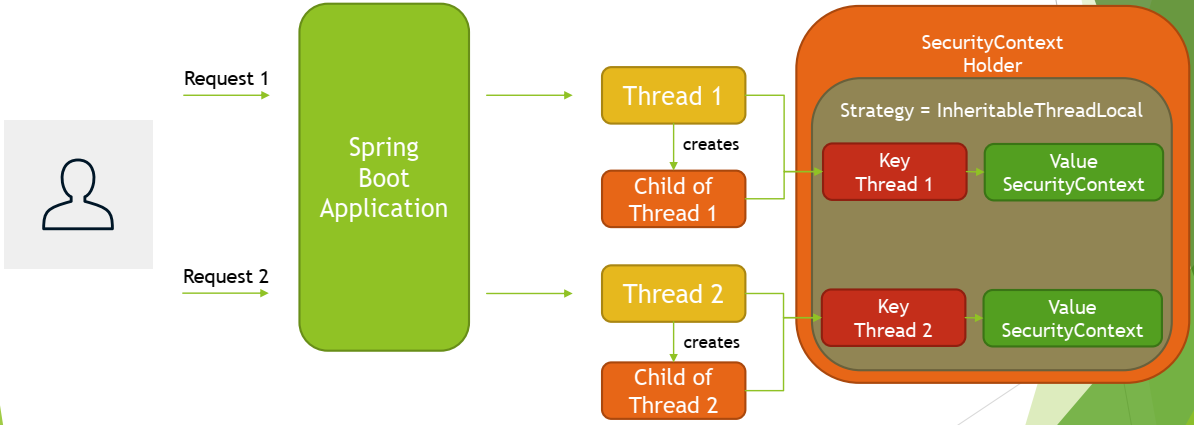 SecurityContext
Holder
Request 1
Thread 1
Strategy = InheritableThreadLocal
creates
Spring
Boot
Application
Key
Thread 1
Value
SecurityContext
Child of
Thread 1
Request 2
Thread 2
Key
Thread 2
Value
SecurityContext
creates
Child of
Thread 2